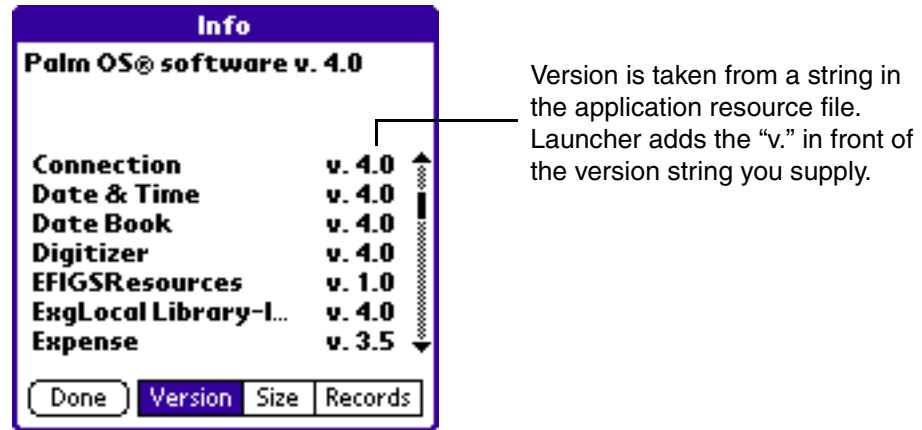 Info
Palm OS® software v. 4.0
Version is taken from a string in
the application resource file.
Launcher adds the “v.” in front of
the version string you supply.
Connection v. 4.0
Date & Time v. 4.0
Date Book v. 4.0
Digitizer v. 4.0
EFIGSResources v. 1.0
ExgLocal Library-l... v. 4.0
Expense v. 3.5
Done Version Size Records